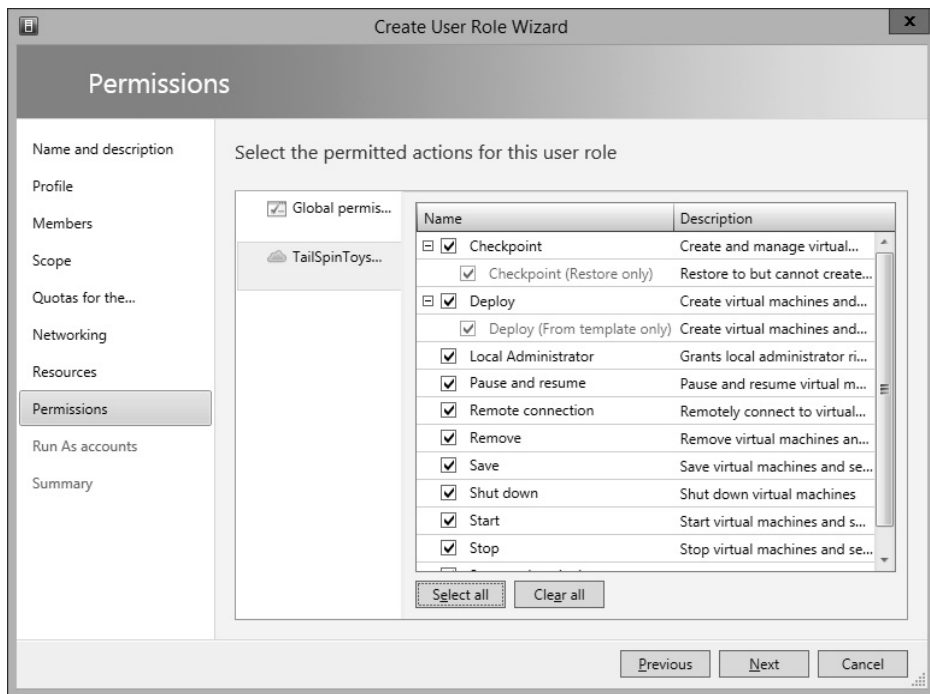 Create User Role Wizard
x
Permissions
Name and description
Profile
Members
Scope
Quotas for the...
Networking
Resources
Permissions
Run As accounts
Summary
Select the permitted actions for this user role
Global permis...
TailSpinToys...
Name Description
Checkpoint Create and manage virtual...
Checkpoint (Restore only) Restore to but cannot create...
Deploy Create virtual machines and...
Deploy (From template only) Create virtual machines and...
Local Administrator Grants local administrator ri...
Pause and resume Pause and resume virtual m...
Remote connection Remotely connect to virtual...
Remove Remove virtual machines an...
Save Save virtual machines and se...
Shut down Shut down virtual machines
Start Start virtual machines and s...
Stop Stop virtual machines and se...
Select all Clear all
Previous Next Cancel